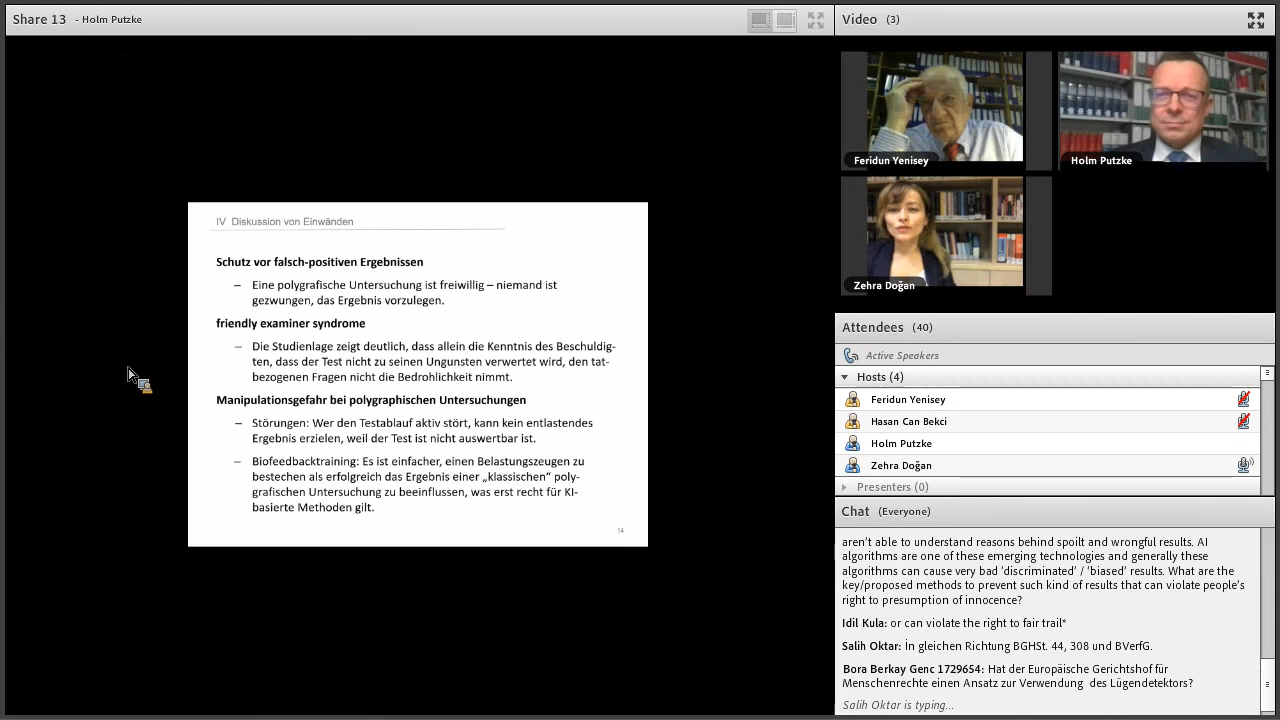 Share 13 - Holm Putzke
IV Diskussion von Einwänden
Schutz vor falsch-positiven Ergebnissen
– Eine polygrafische Untersuchung ist freiwillig – niemand ist
gezwungen, das Ergebnis vorzulegen.
friendly examiner syndrome
– Die Studienlage zeigt deutlich, dass allein die Kenntnis des Beschuldig-
ten, dass der Test nicht zu seinen Ungunsten verwertet wird, den tat-
bezogenen Fragen nicht die Bedrohlichkeit nimmt.
Manipulationsgefahr bei polygraphischen Untersuchungen
– Störungen: Wer den Testablauf aktiv stört, kann kein entlastendes
Ergebnis erzielen, weil der Test ist nicht auswertbar ist.
– Biofeedbacktraining: Es ist einfacher, einen Belastungszeugen zu
bestechen als erfolgreich das Ergebnis einer „klassischen“ poly-
grafischen Untersuchung zu beeinflussen, was erst recht für KI-
basierte Methoden gilt.
14
Video (3)
Feridun Yenisey
Holm Putzke
Zehra Doğan
Attendees (40)
Active Speakers
Hosts (4)
Feridun Yenisey
Hasan Can Bekci
Holm Putzke
Zehra Doğan
Presenters (0)
Chat (Everyone)
aren't able to understand reasons behind spoilt and wrongful results. AI
algorithms are one of these emerging technologies and generally these
algorithms can cause very bad 'discriminated' / 'biased' results. What are the
key/proposed methods to prevent such kind of results that can violate people's
right to presumption of innocence?
Idil Kula: or can violate the right to fair trail*
Salih Oktar: İn gleichen Richtung BGHSt. 44, 308 und BVerfG.
Bora Berkay Genc 1729654: Hat der Europäische Gerichtshof für
Menschenrechte einen Ansatz zur Verwendung des Lügendetektors?
Salih Oktar is typing...